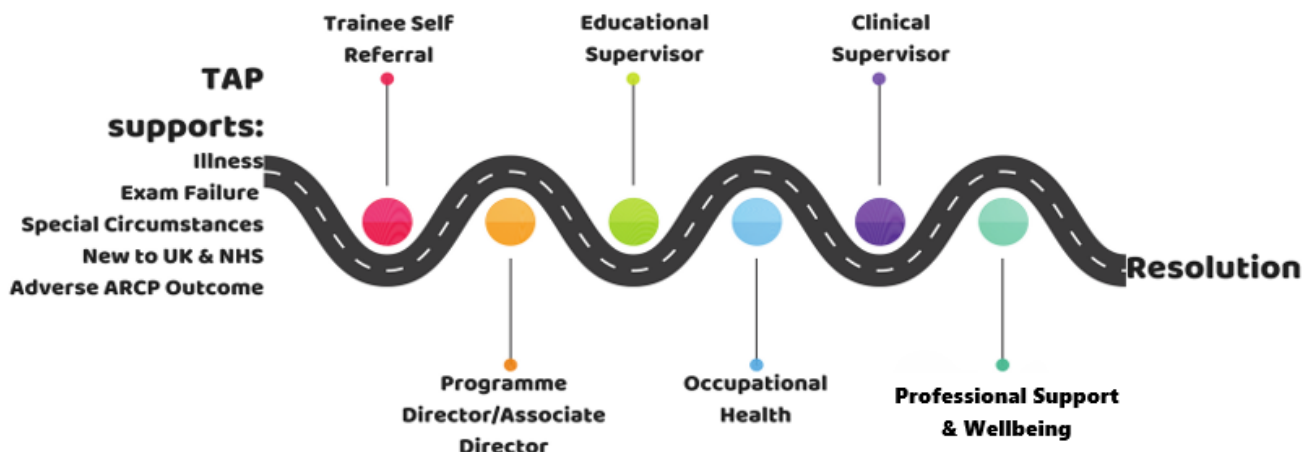 Trainee Self
Referral
Educational
Supervisor
Clinical
Supervisor
TAP
supports:
Illness
Exam Failure
Special Circumstances
New to UK & NHS
Adverse ARCP Outcome
Resolution
Programme
Director/Associate
Director
Occupational
Health
Professional Support
& Wellbeing